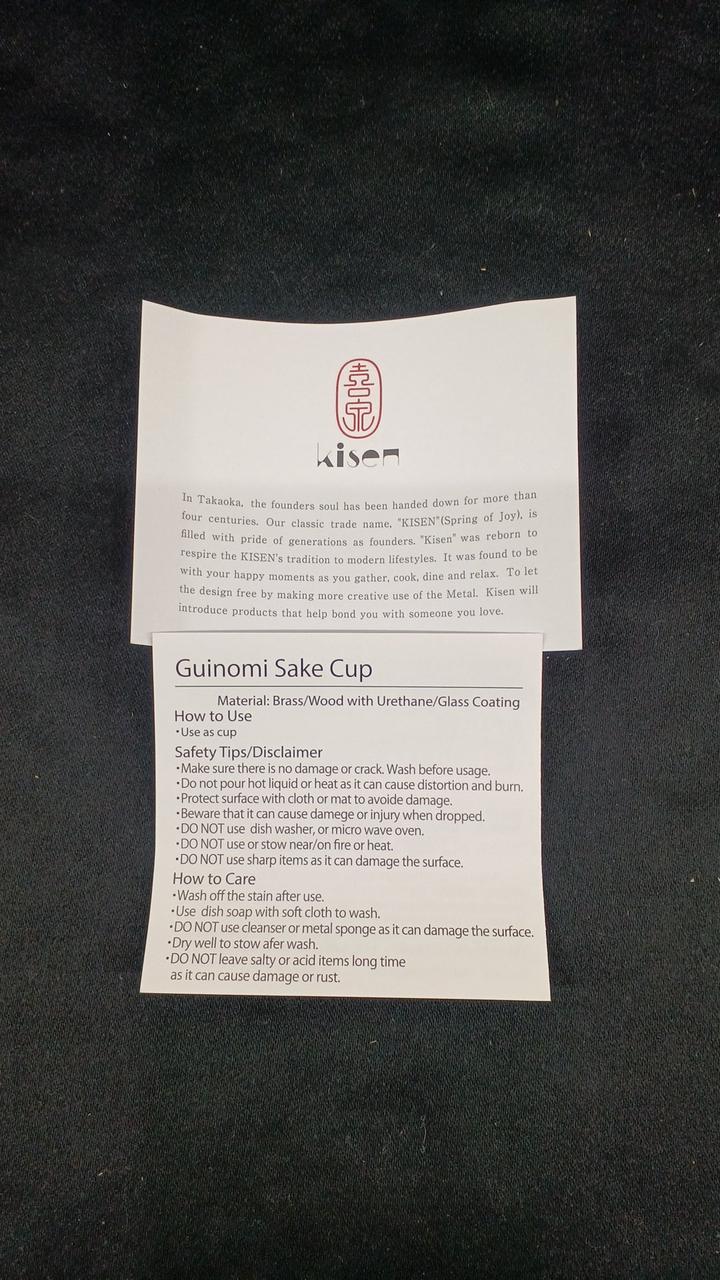 喜泉
kisen
In Takaoka, the founders soul has been handed down for more than
four centuries. Our classic trade name, "KISEN"(Spring of Joy), is
filled with pride of generations as founders. "Kisen" was reborn to
respire the KISEN's tradition to modern lifestyles. It was found to be
with your happy moments as you gather, cook, dine and relax. To let
the design free by making more creative use of the Metal. Kisen will
introduce products that help bond you with someone you love.
Guinomi Sake Cup
Material: Brass/Wood with Urethane/Glass Coating
How to Use
・Use as cup
Safety Tips/Disclaimer
・Make sure there is no damage or crack. Wash before usage.
・Do not pour hot liquid or heat as it can cause distortion and burn.
・Protect surface with cloth or mat to avoide damage.
・Beware that it can cause damege or injury when dropped.
・DO NOT use dish washer, or micro wave oven.
・DO NOT use or stow near/on fire or heat.
・DO NOT use sharp items as it can damage the surface.
How to Care
・Wash off the stain after use.
・Use dish soap with soft cloth to wash.
・DO NOT use cleanser or metal sponge as it can damage the surface.
・Dry well to stow afer wash.
・DO NOT leave salty or acid items long time
as it can cause damage or rust.